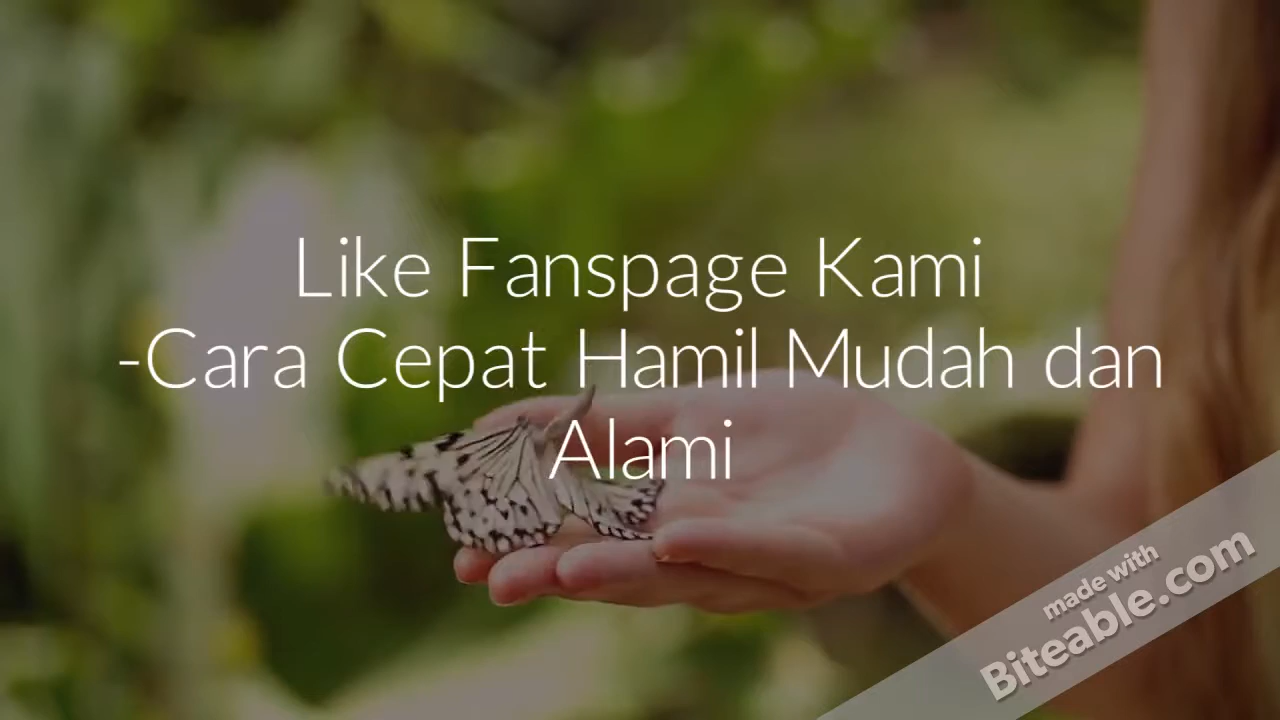 Like Fanspage Kami
-Cara Cepat Hamil Mudah dan
Alami
made with
Biteable.com